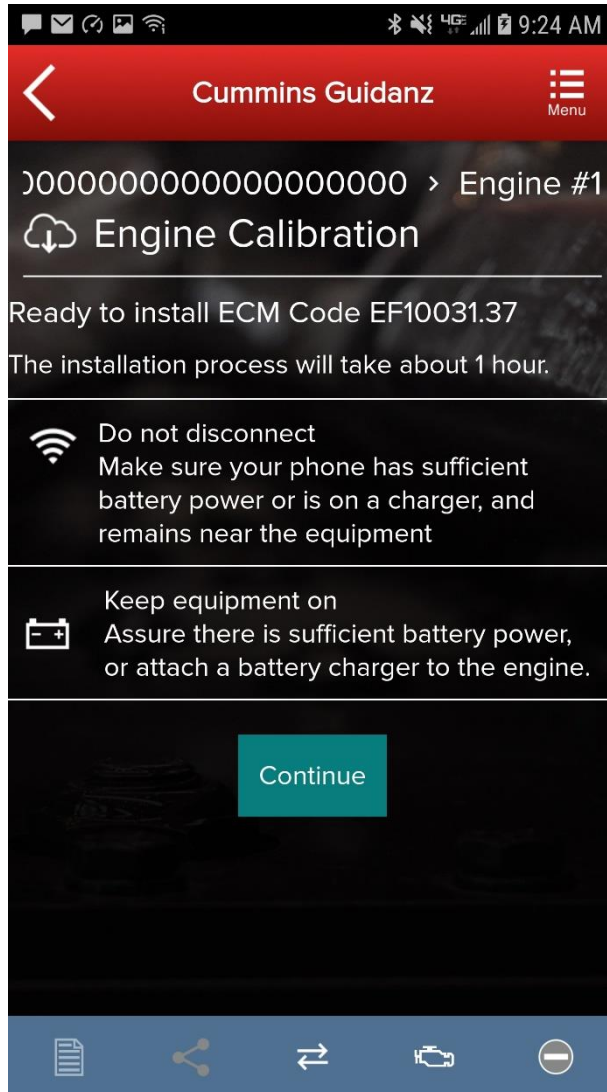 4GE 9:24 AM
Cummins Guidanz
Menu
00000000000000000000 > Engine #1
Engine Calibration
Ready to install ECM Code EF10031.37
The installation process will take about 1 hour.
Do not disconnect
Make sure your phone has sufficient
battery power or is on a charger, and
remains near the equipment
Keep equipment on
Assure there is sufficient battery power,
or attach a battery charger to the engine.
Continue